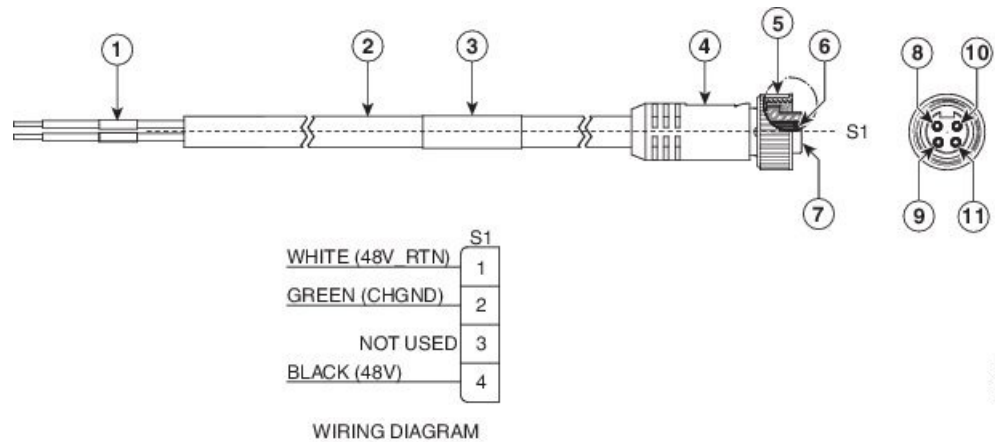 1 2 3 4 5 6 8 10
S1
7 9 11
S1
WHITE (48V_RTN) 1
GREEN (CHGND) 2
NOT USED 3
BLACK (48V) 4
WIRING DIAGRAM